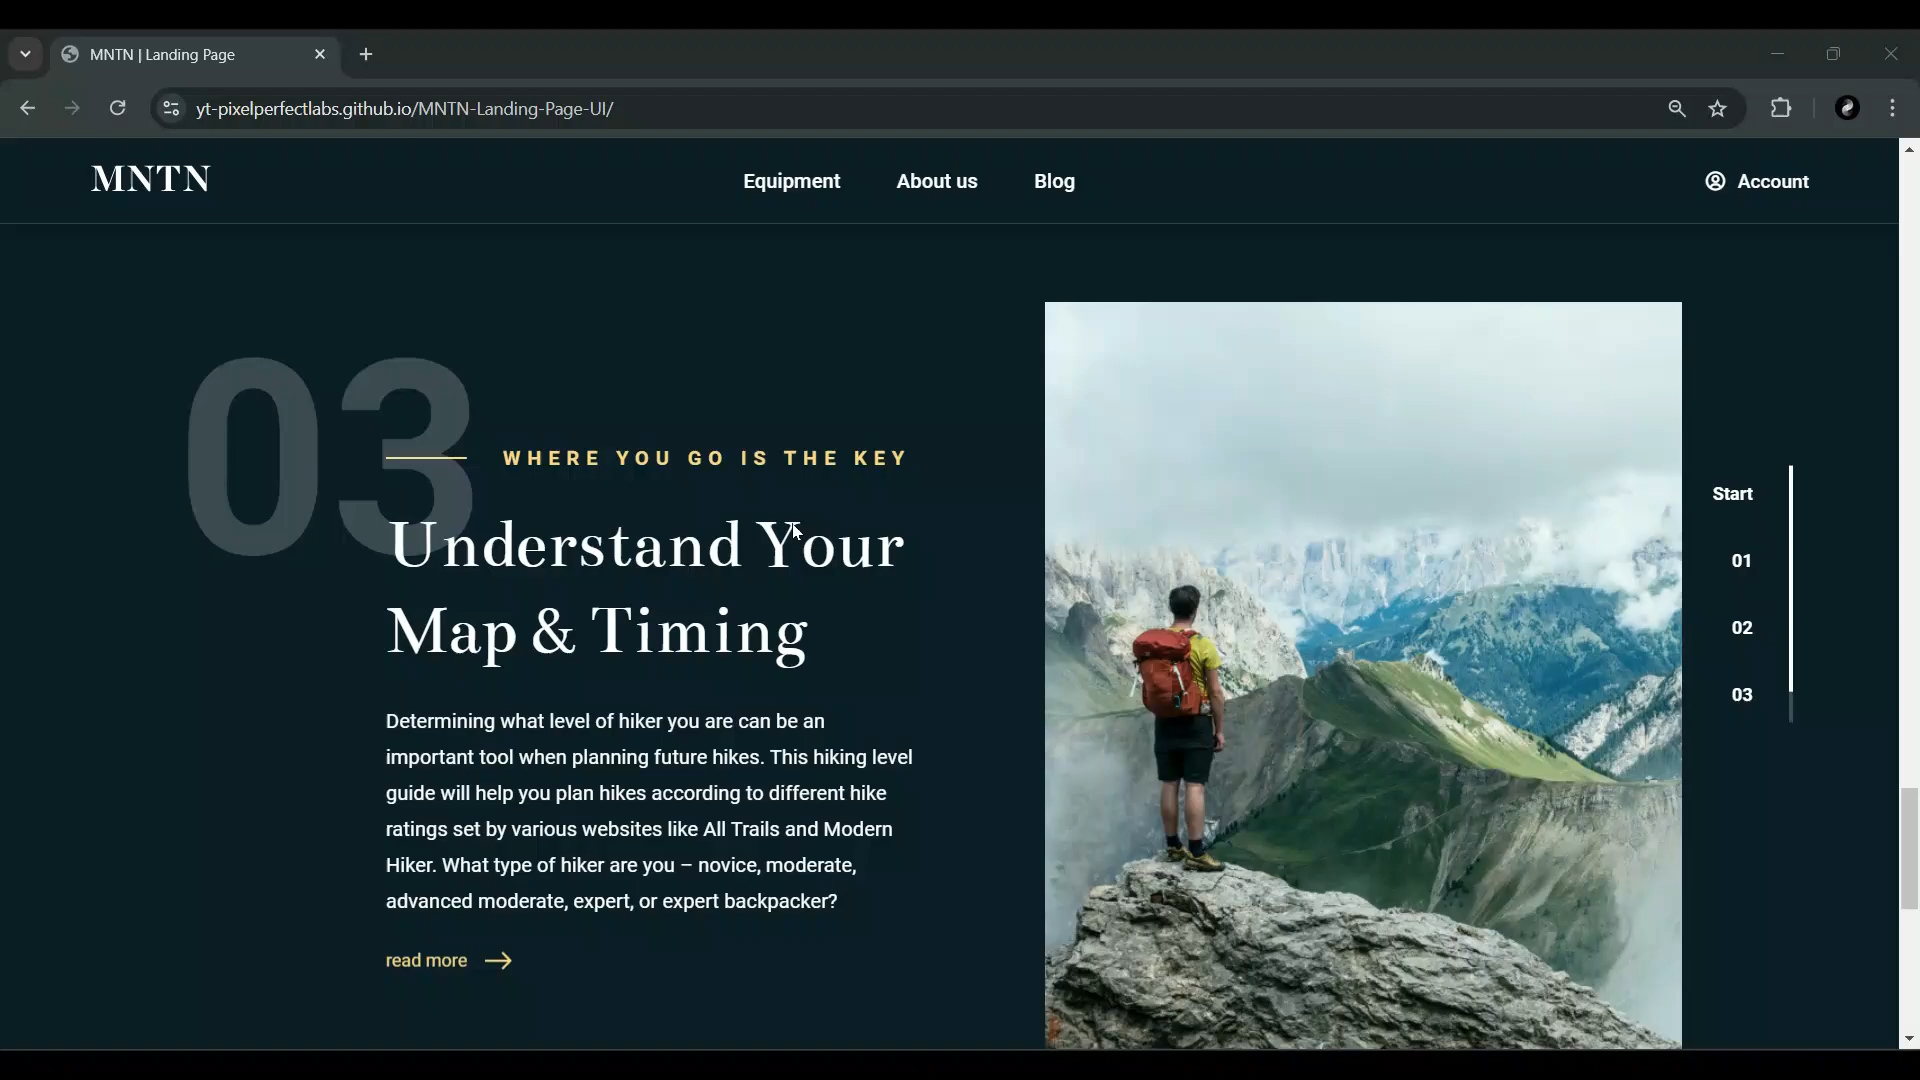 MNTN | Landing Page
yt-pixelperfectlabs.github.io/MNTN-Landing-Page-UI/
MNTN
Equipment
About us
Blog
Account
03
WHERE YOU GO IS THE KEY
Understand Your
Map & Timing
Determining what level of hiker you are can be an
important tool when planning future hikes. This hiking level
guide will help you plan hikes according to different hike
ratings set by various websites like All Trails and Modern
Hiker. What type of hiker are you – novice, moderate,
advanced moderate, expert, or expert backpacker?
read more
Start
01
02
03